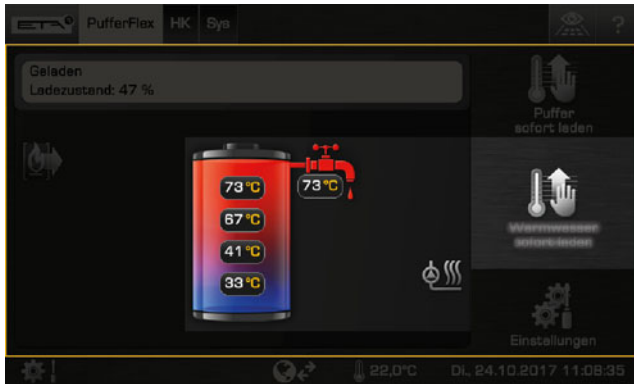 ETA PufferFlex HK Sys ?
Geladen
Ladezustand: 47 %
Puffer
sofort laden
73°C 73°C
67°C
41°C
33°C
Warmwasser
sofort laden
Einstellungen
22,0°C Di, 24.10.2017 11:08:35